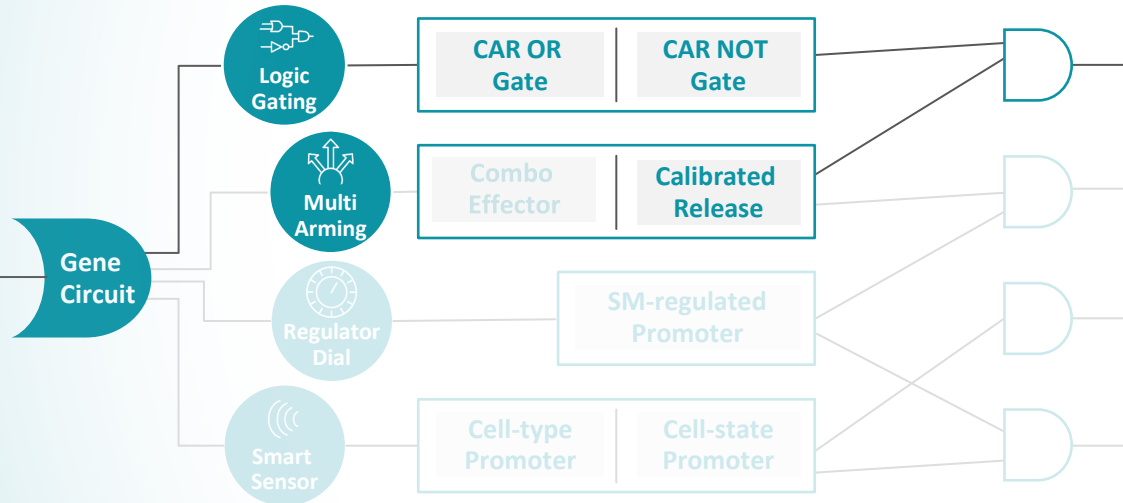 Logic
Gating
CAR OR
Gate
CAR NOT
Gate
Multi
Arming
Combo
Effector
Calibrated
Release
Gene
Circuit
Regulator
Dial
SM-regulated
Promoter
Smart
Sensor
Cell-type
Promoter
Cell-state
Promoter